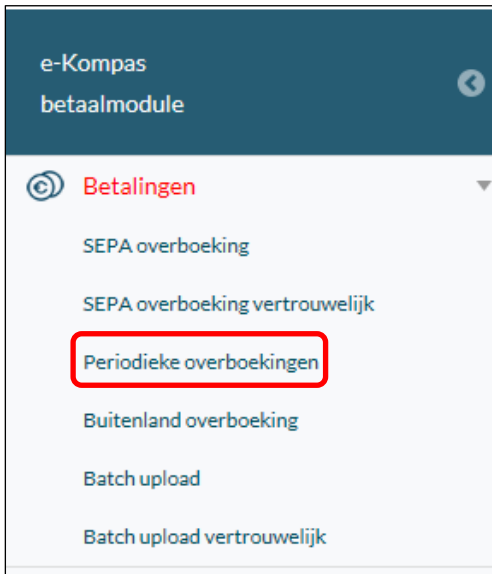 e-Kompas
betaalmodule
Betalingen
SEPA overboeking
SEPA overboeking vertrouwelijk
Periodieke overboekingen
Buitenland overboeking
Batch upload
Batch upload vertrouwelijk